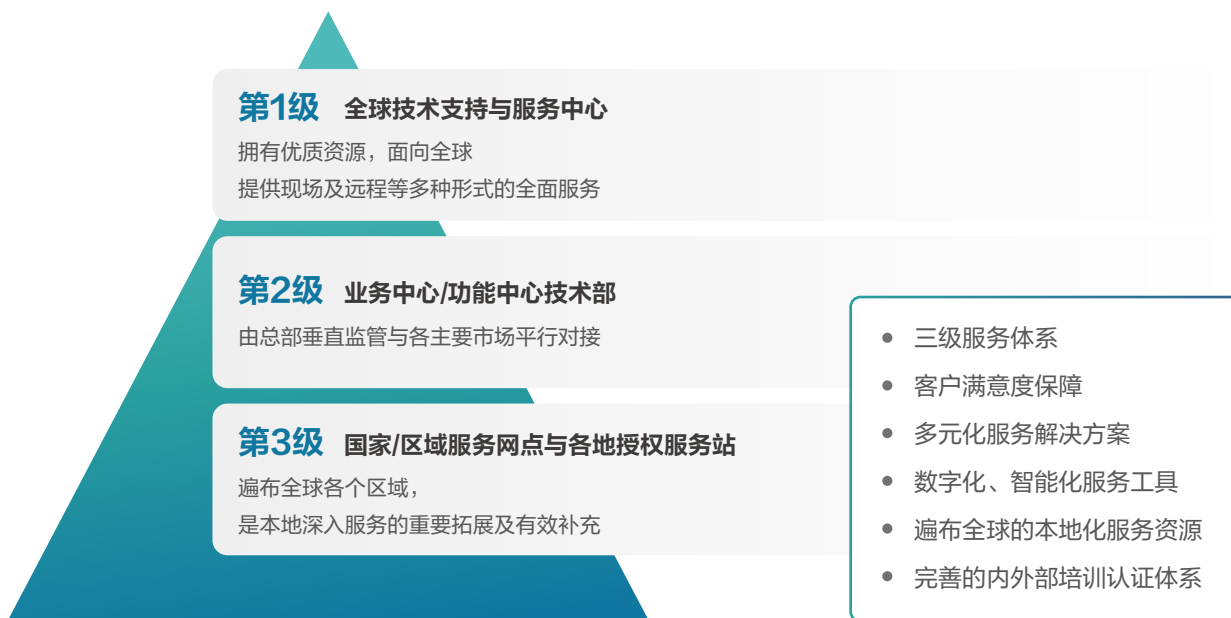 第1级 全球技术支持与服务中心
拥有优质资源，面向全球
提供现场及远程等多种形式的全面服务
第2级 业务中心/功能中心技术部
由总部垂直监管与各主要市场平行对接
第3级 国家/区域服务网点与各地授权服务站
遍布全球各个区域，
是本地深入服务的重要拓展及有效补充
三级服务体系
客户满意度保障
多元化服务解决方案
数字化、智能化服务工具
遍布全球的本地化服务资源
完善的内外部培训认证体系